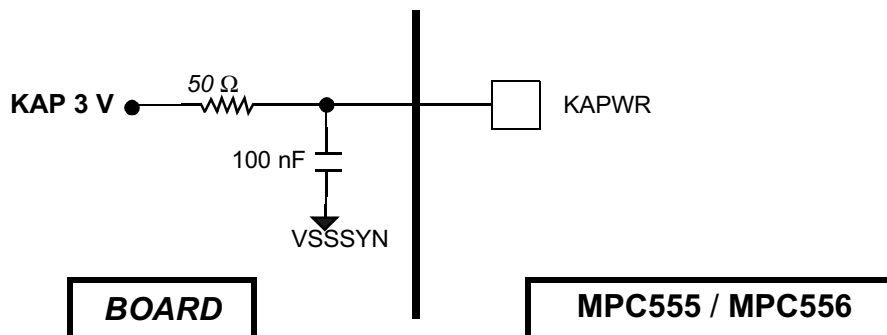 50 Ω
KAP 3 V
KAPWR
100 nF
VSSSYN
BOARD
MPC555 / MPC556